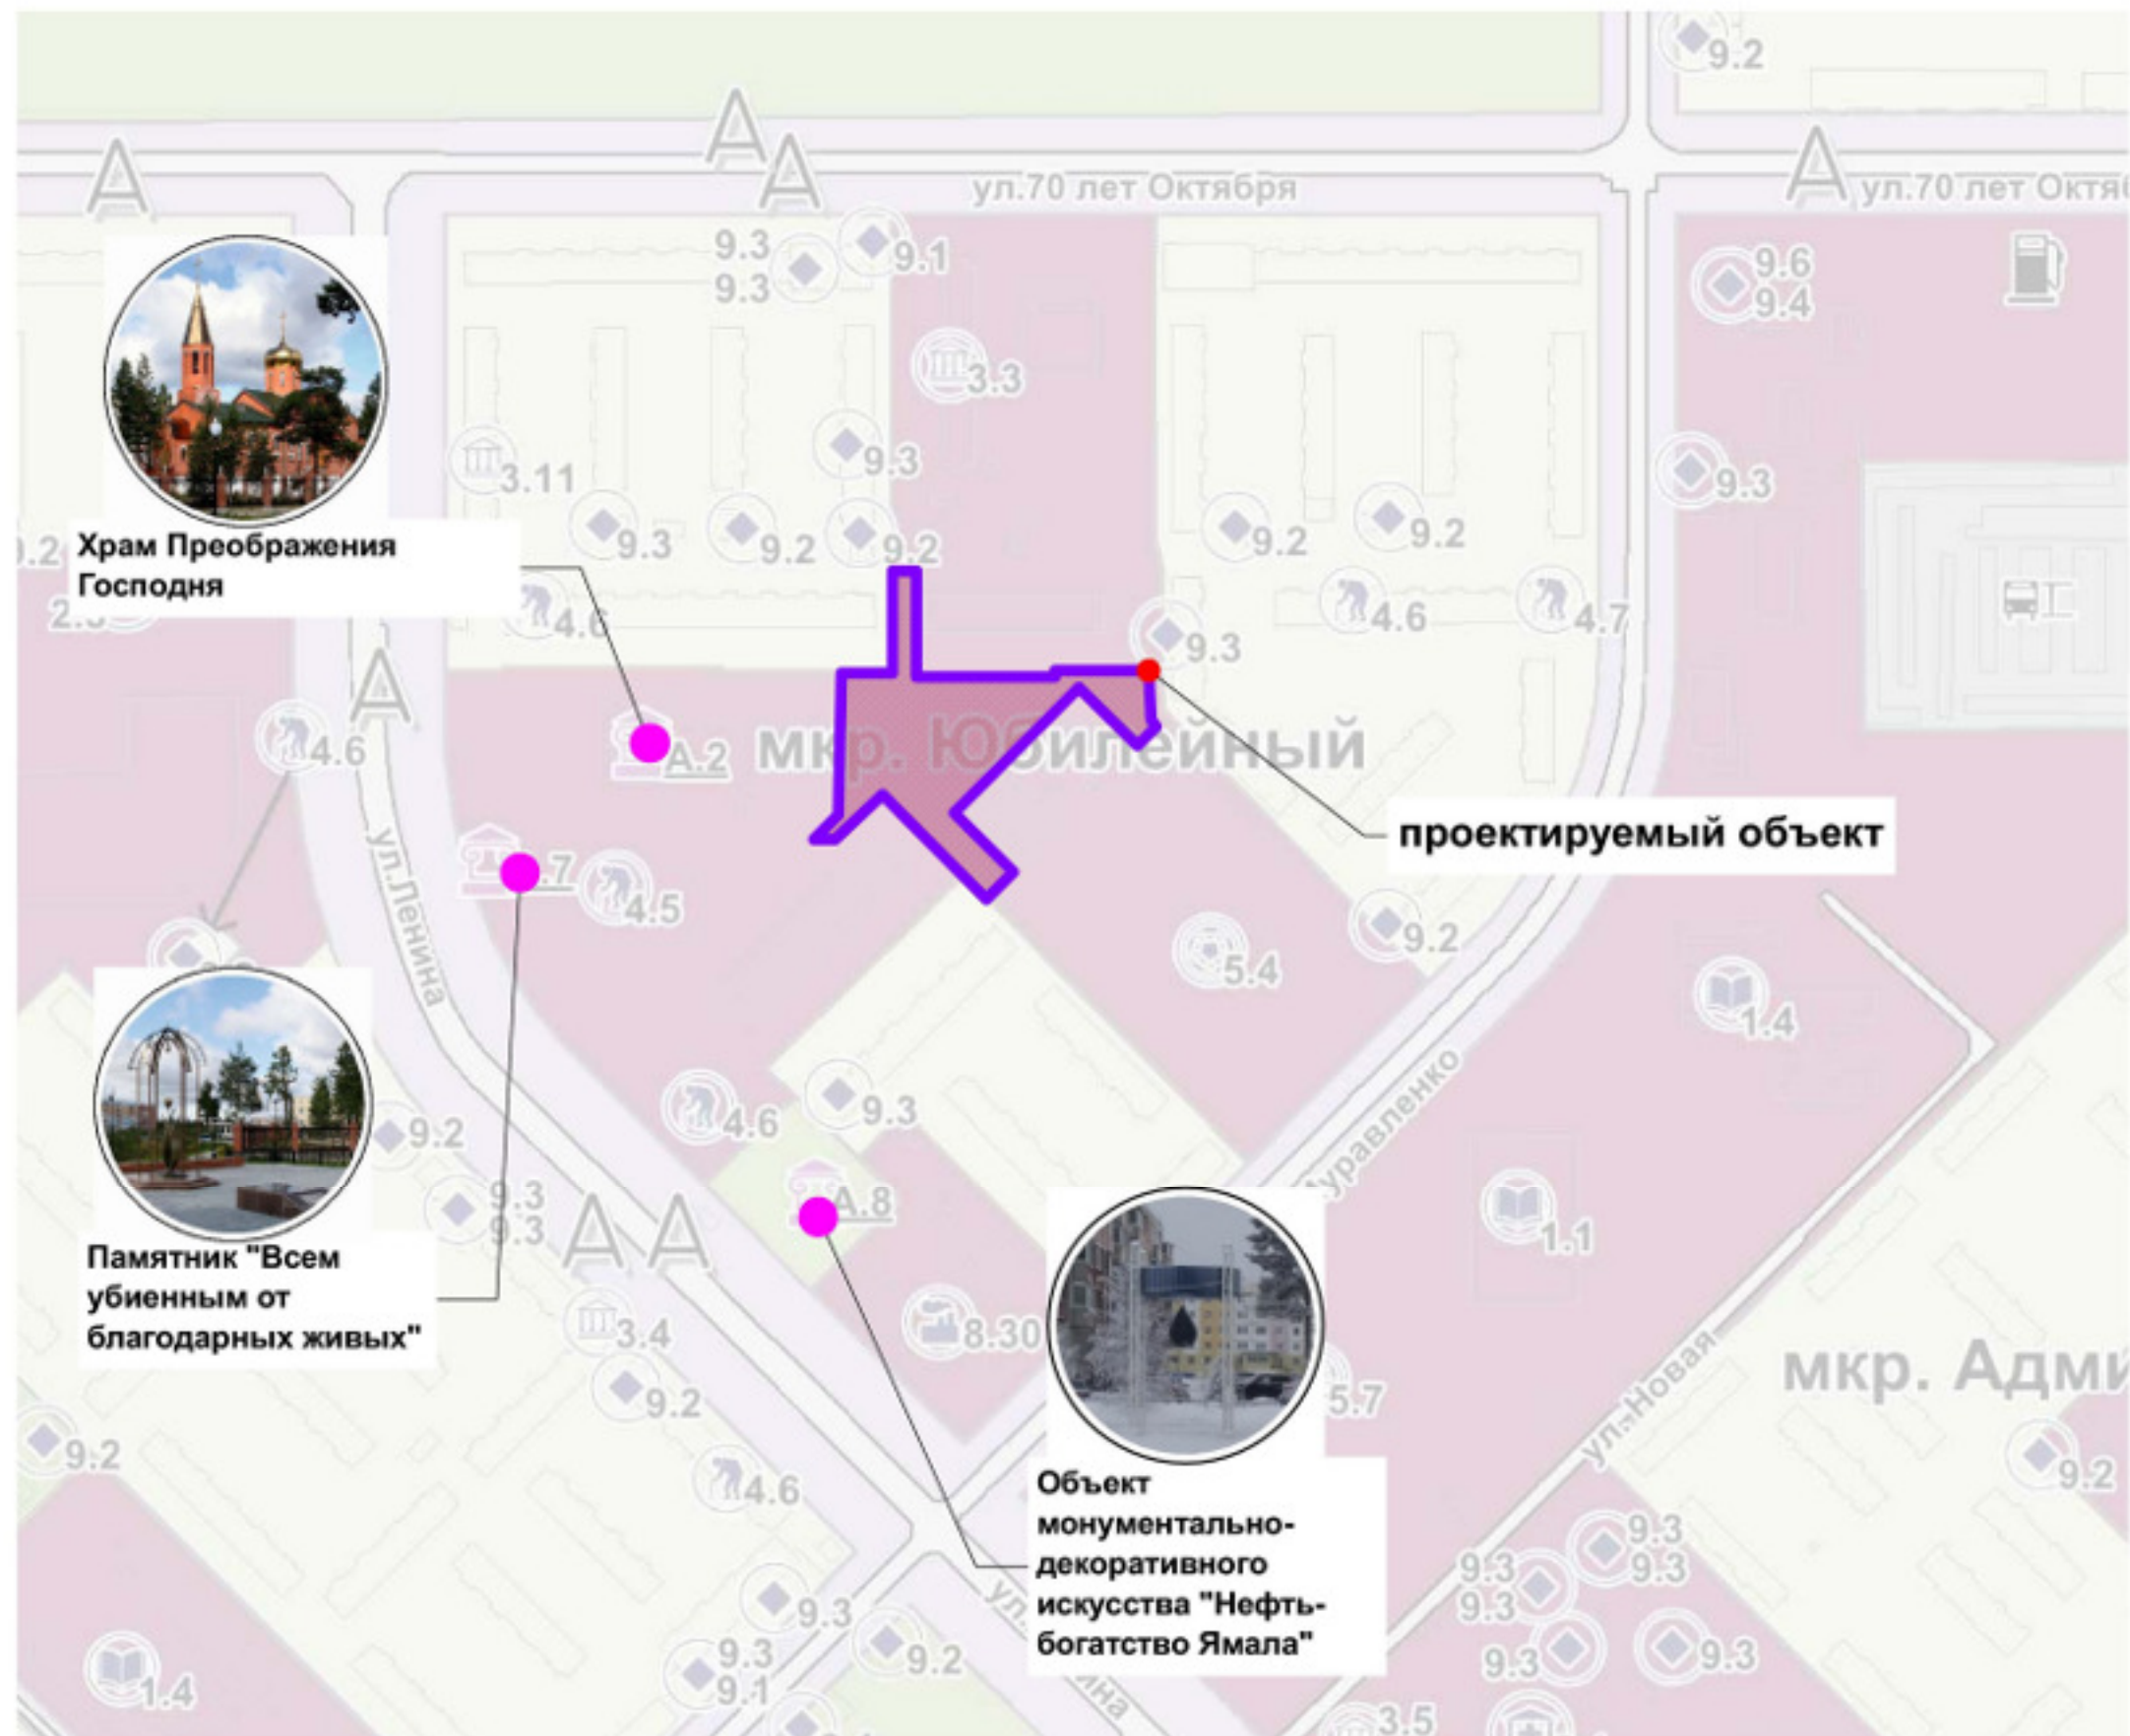 9.2
А
А
А
А
ул.70 лет Октября
ул.70 лет Октя
9.3
9.3
9.1
9.6
9.4
3.3
3.11
9.3
9.3
9.3
9.2
9.2
9.2
9.2
.2
Храм Преображения
Господня
4.6
4.6
4.7
9.3
А
4.6
А.2
мкр. Юбилейный
проектируемый объект
ул.Ленина
.7
4.5
9.2
5.4
1.4
4.6
9.3
9.2
Муравленко
А.8
1.1
9.3
9.3
А
А
Памятник "Всем
убиенным от
благодарных живых"
3.4
8.30
5.7
мкр. Адми
9.2
9.2
ул.Новая
9.2
4.6
Объект
монументально-
декоративного
искусства "Нефть-
богатство Ямала"
9.3
9.3
9.3
9.3
9.3
9.2
9.3
9.1
9.3
9.3
1.4
ул.
ина
3.5